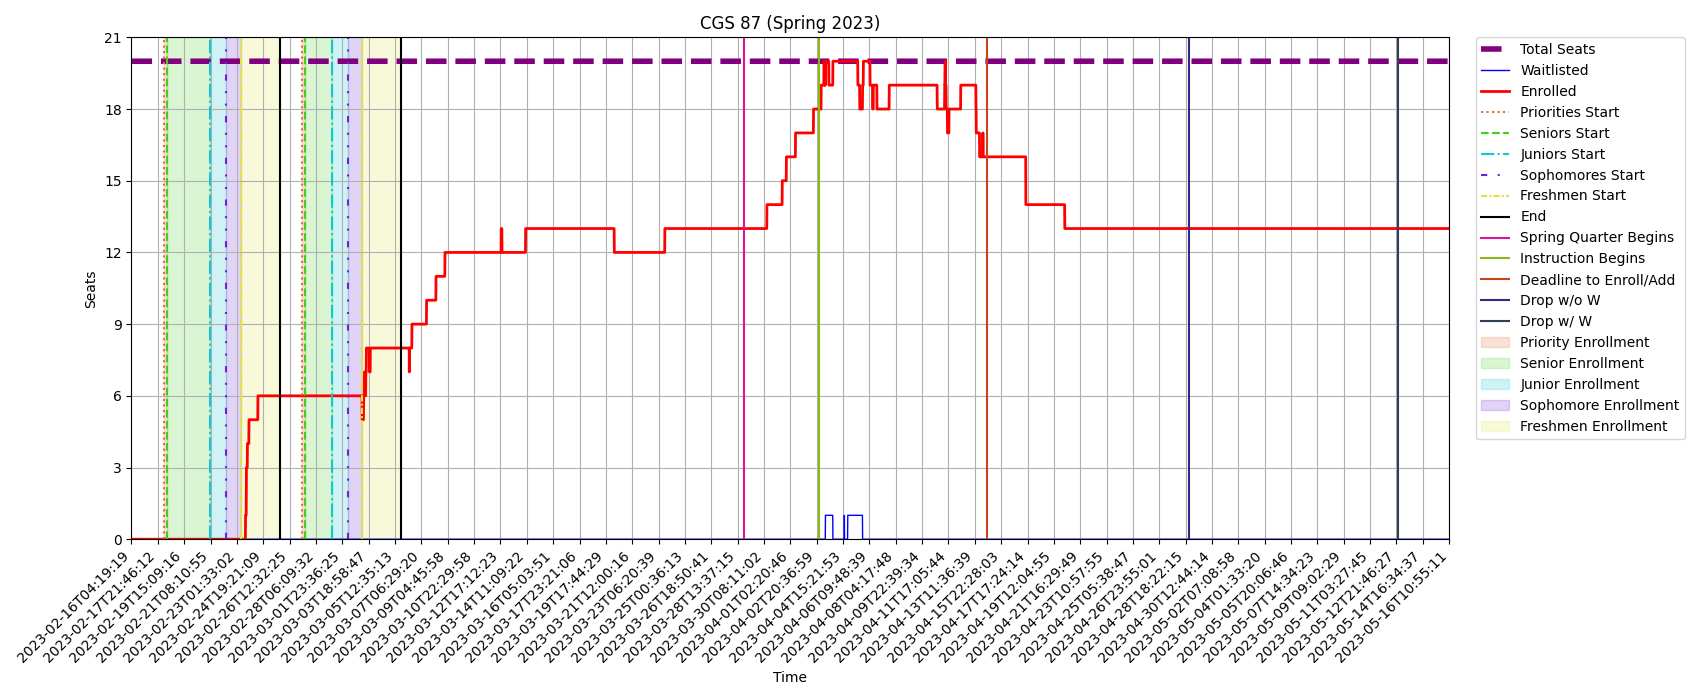 CGS 87 (Spring 2023)
Seats
21
18
15
12
9
6
3
0
2023-02-16T04:19:19
2023-02-17T21:46:12
2023-02-19T15:09:16
2023-02-21T08:10:55
2023-02-23T01:33:02
2023-02-24T19:21:09
2023-02-26T12:32:25
2023-02-28T06:09:32
2023-03-01T23:36:25
2023-03-03T18:58:47
2023-03-05T12:35:13
2023-03-07T06:29:20
2023-03-09T04:45:58
2023-03-10T22:29:58
2023-03-12T17:12:23
2023-03-14T11:09:22
2023-03-16T05:03:51
2023-03-17T23:21:06
2023-03-19T17:44:29
2023-03-21T12:00:16
2023-03-23T06:20:39
2023-03-25T00:36:13
2023-03-26T18:50:41
2023-03-28T13:37:15
2023-03-30T08:11:02
2023-04-01T02:20:46
2023-04-02T20:36:59
2023-04-04T15:21:53
2023-04-06T09:48:39
2023-04-08T04:17:48
2023-04-09T22:39:34
2023-04-11T17:05:44
2023-04-13T11:36:39
2023-04-15T22:28:03
2023-04-17T17:24:14
2023-04-19T12:04:55
2023-04-21T16:29:49
2023-04-23T10:57:55
2023-04-25T05:38:47
2023-04-26T23:55:01
2023-04-28T18:22:15
2023-04-30T12:44:14
2023-05-02T07:08:58
2023-05-04T01:33:20
2023-05-05T20:06:46
2023-05-07T14:34:23
2023-05-09T09:02:29
2023-05-11T03:27:45
2023-05-12T21:46:27
2023-05-14T16:34:37
2023-05-16T10:55:11
Time
Total Seats
Waitlisted
Enrolled
Priorities Start
Seniors Start
Juniors Start
Sophomores Start
Freshmen Start
End
Spring Quarter Begins
Instruction Begins
Deadline to Enroll/Add
Drop w/o W
Drop w/ W
Priority Enrollment
Senior Enrollment
Junior Enrollment
Sophomore Enrollment
Freshmen Enrollment